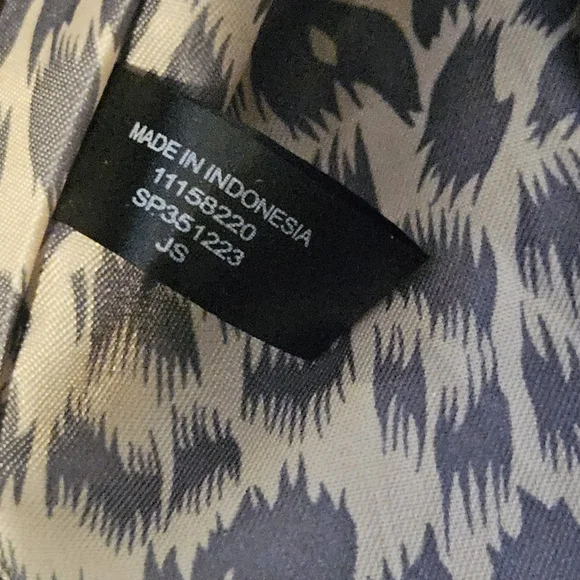 MADE IN INDONESIA
11158220
SP351223
JS